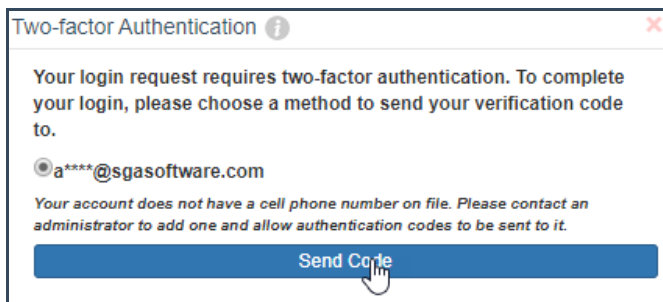 Two-factor Authentication
Your login request requires two-factor authentication. To complete
your login, please choose a method to send your verification code
to.
a****@sgasoftware.com
Your account does not have a cell phone number on file. Please contact an
administrator to add one and allow authentication codes to be sent to it.
Send Code